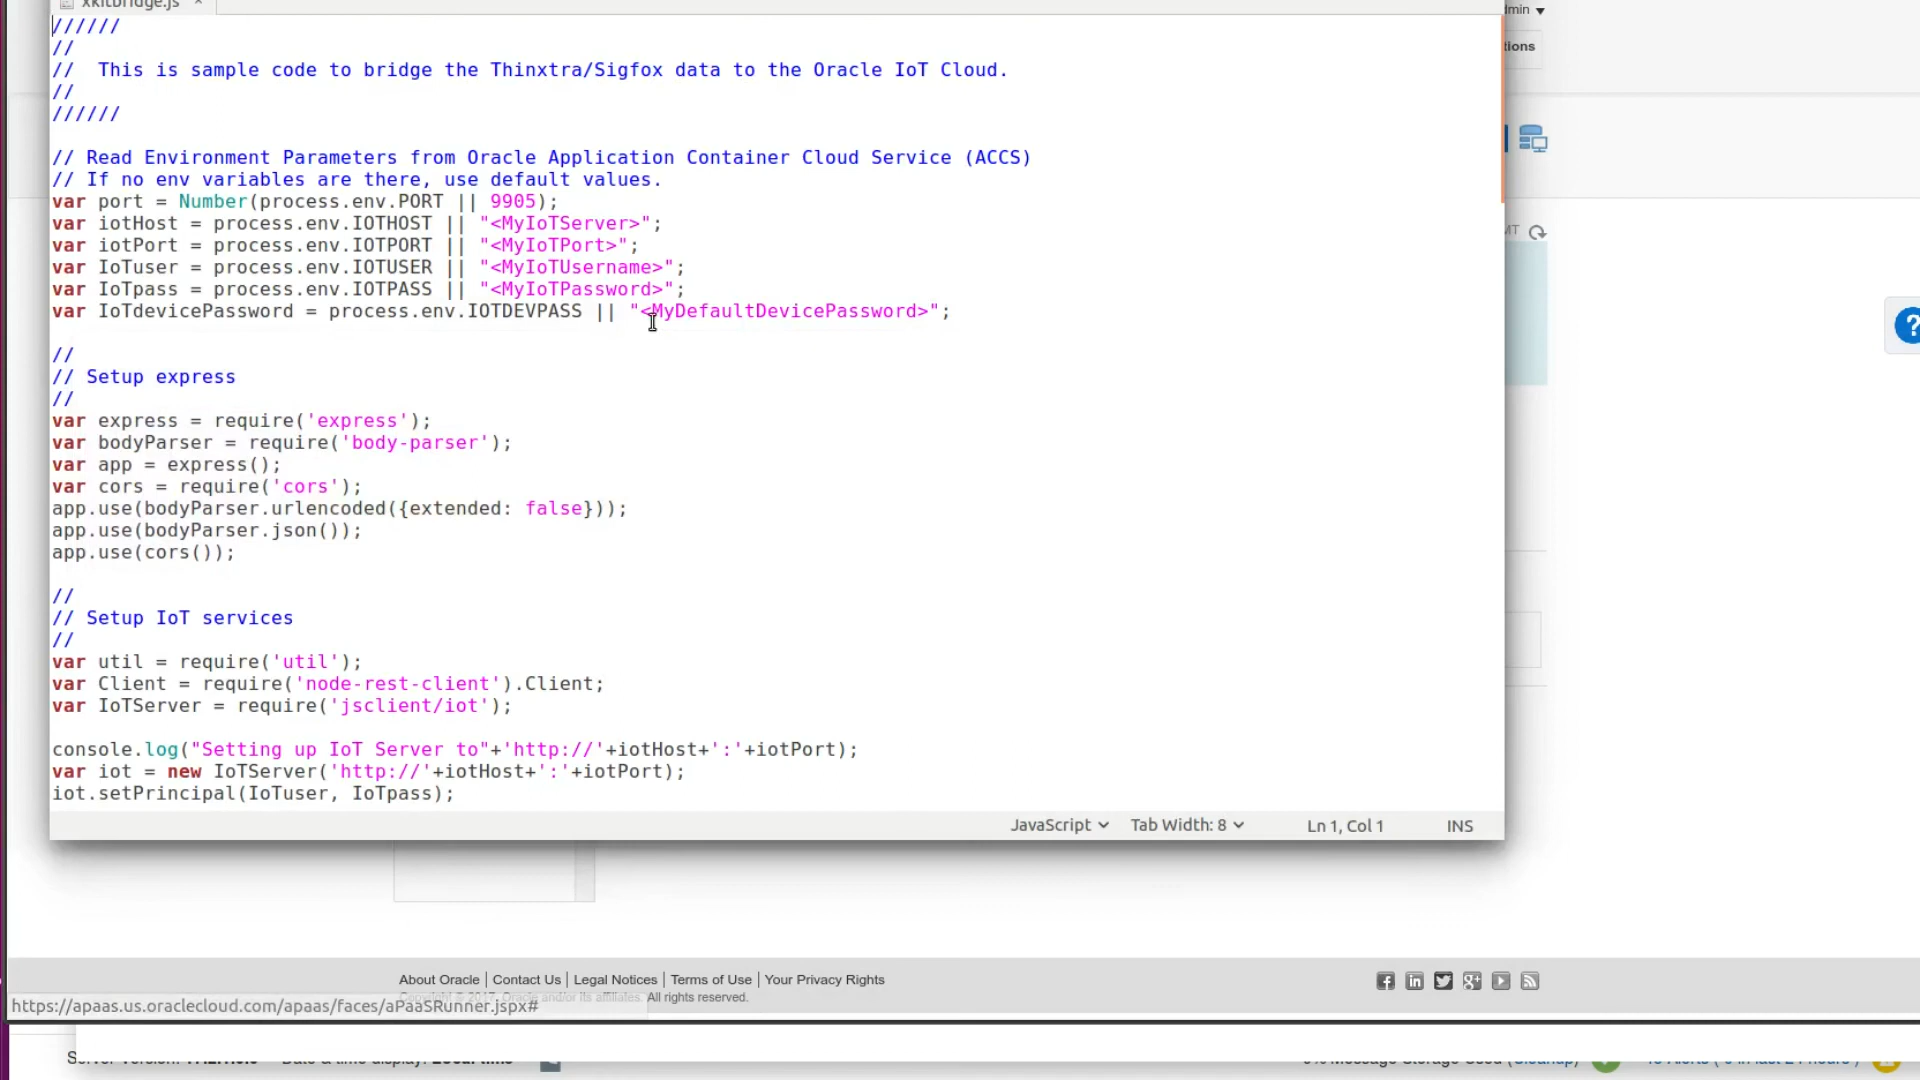 xkitbridge.js ×
//////
//
//  This is sample code to bridge the Thinxtra/Sigfox data to the Oracle IoT Cloud.
//
//////
// Read Environment Parameters from Oracle Application Container Cloud Service (ACCS)
// If no env variables are there, use default values.
var port = Number(process.env.PORT || 9905);
var iotHost = process.env.IOTHOST || "<MyIoTServer>";
var iotPort = process.env.IOTPORT || "<MyIoTPort>";
var IoTuser = process.env.IOTUSER || "<MyIoTUsername>";
var IoTpass = process.env.IOTPASS || "<MyIoTPassword>";
var IoTdevicePassword = process.env.IOTDEVPASS || "<MyDefaultDevicePassword>";
//
// Setup express
//
var express = require('express');
var bodyParser = require('body-parser');
var app = express();
var cors = require('cors');
app.use(bodyParser.urlencoded({extended: false}));
app.use(bodyParser.json());
app.use(cors());
//
// Setup IoT services
//
var util = require('util');
var Client = require('node-rest-client').Client;
var IoTServer = require('jsclient/iot');
console.log("Setting up IoT Server to"+'http://'+iotHost+':'+iotPort);
var iot = new IoTServer('http://'+iotHost+':'+iotPort);
iot.setPrincipal(IoTuser, IoTpass);
JavaScript Tab Width: 8 Ln 1, Col 1 INS
About Oracle | Contact Us | Legal Notices | Terms of Use | Your Privacy Rights
Copyright © 2017, Oracle and/or its affiliates. All rights reserved.
https://apaas.us.oraclecloud.com/apaas/faces/aPaaSRunner.jspx#